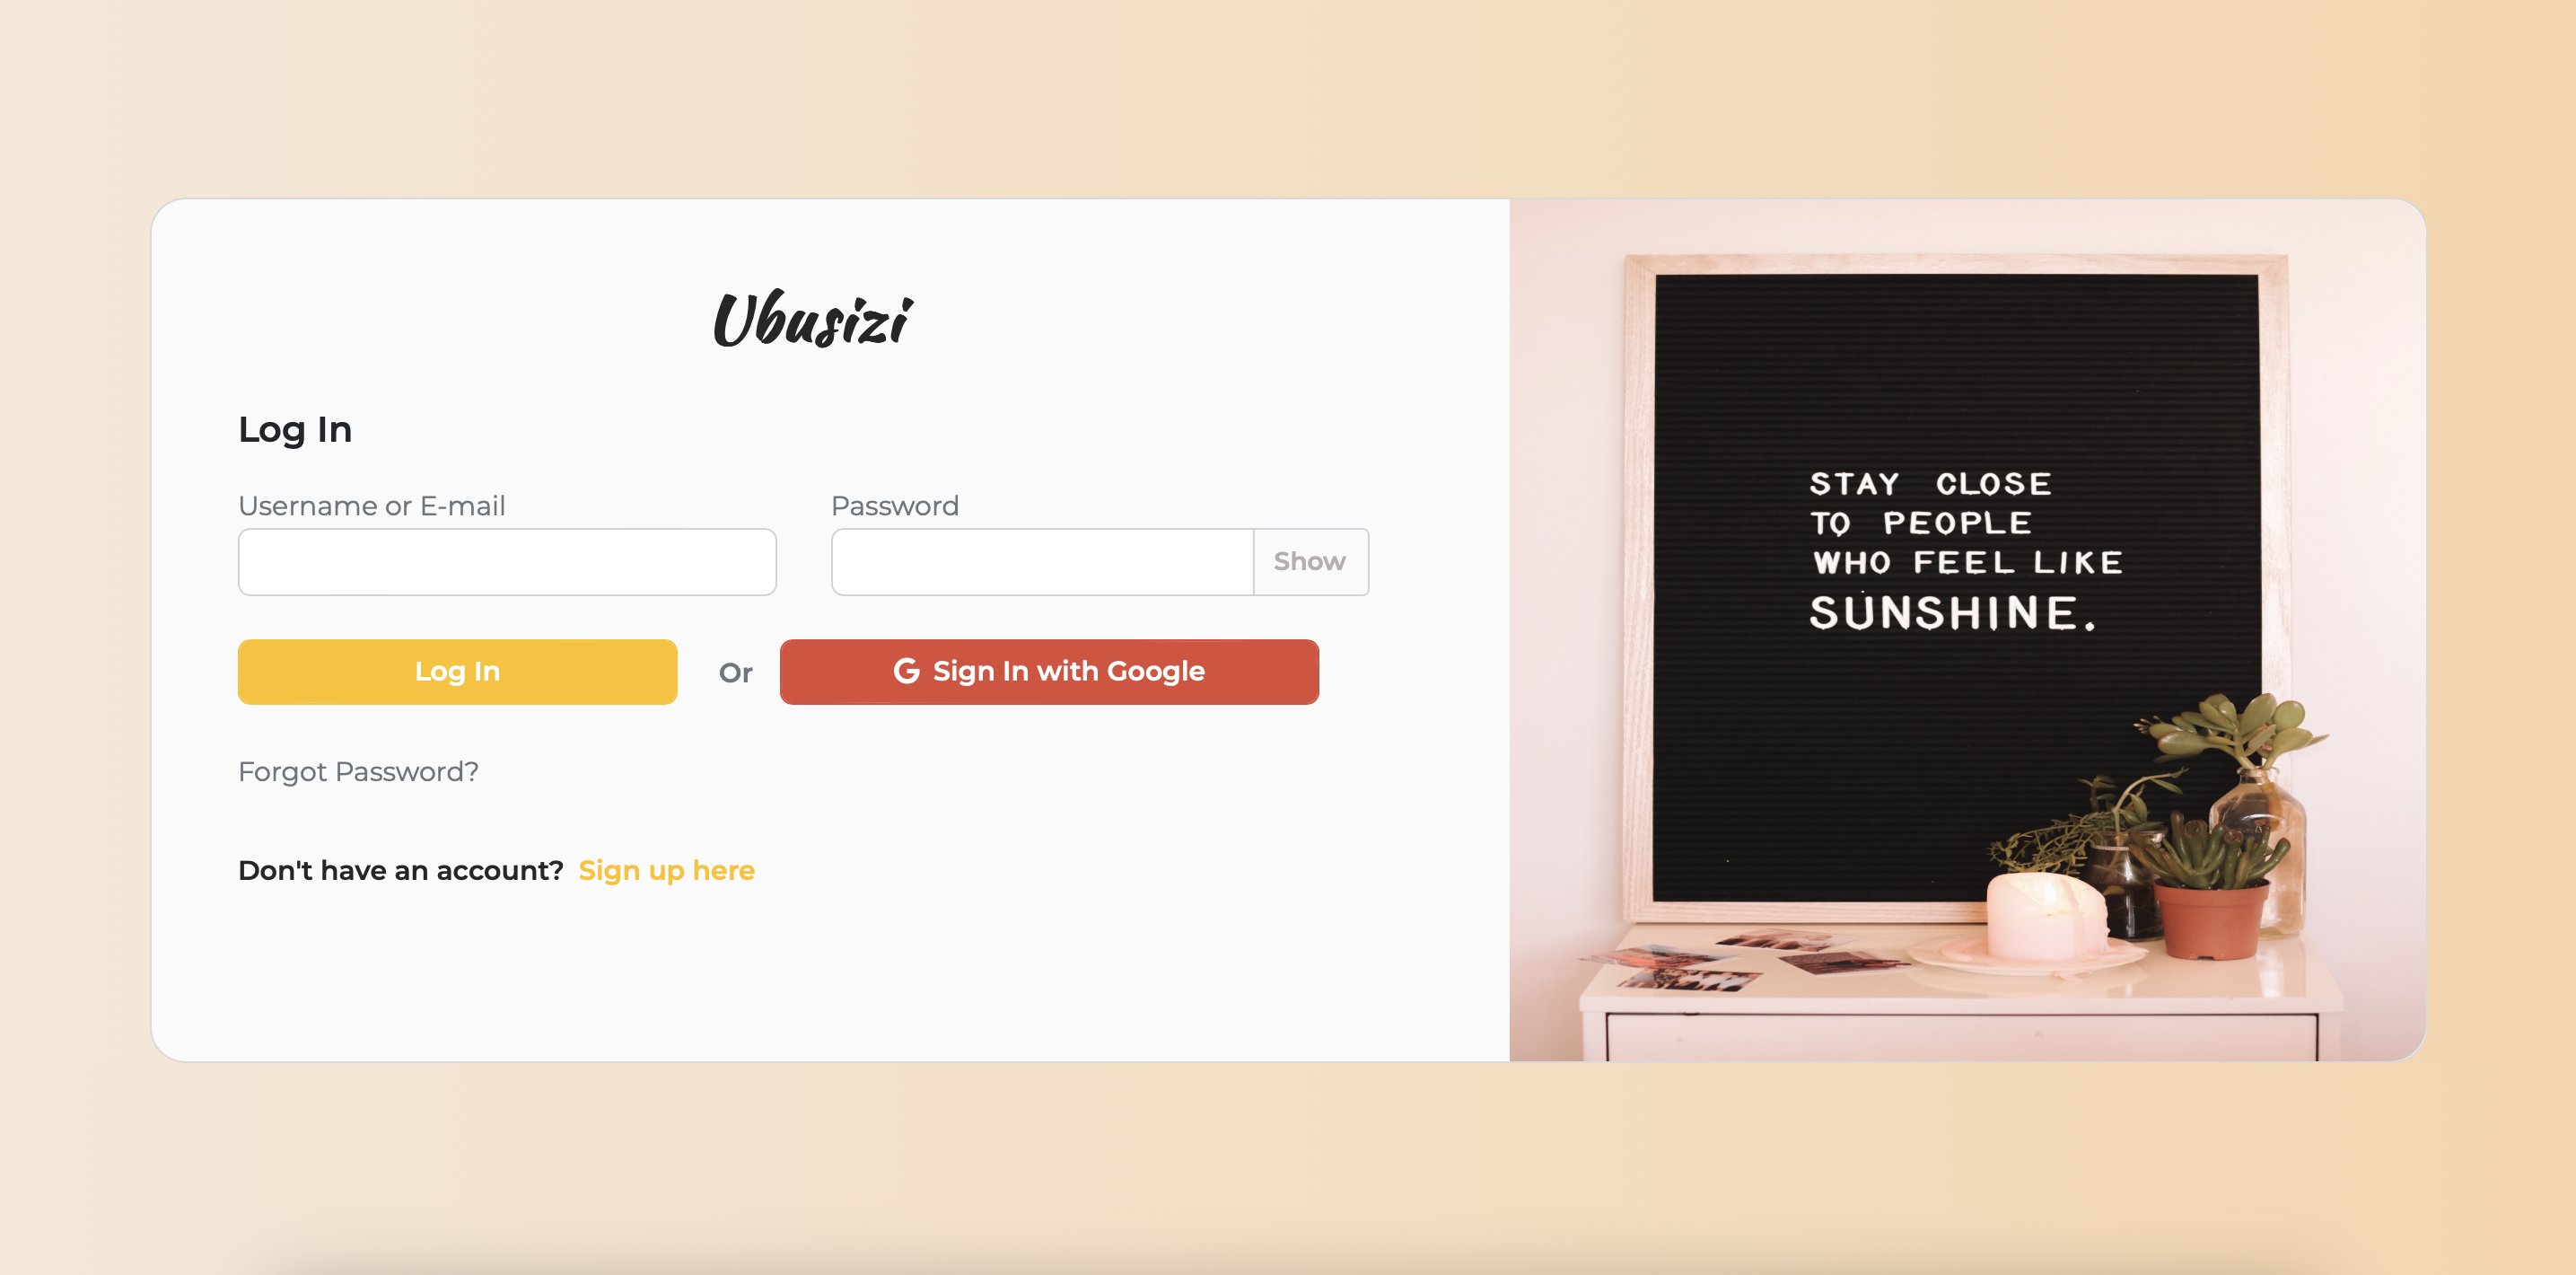 Ubusizi
Log In
Username or E-mail
Password
Show
Log In
Or
G Sign In with Google
Forgot Password?
Don't have an account? Sign up here
STAY CLOSE
TO PEOPLE
WHO FEEL LIKE
SUNSHINE.